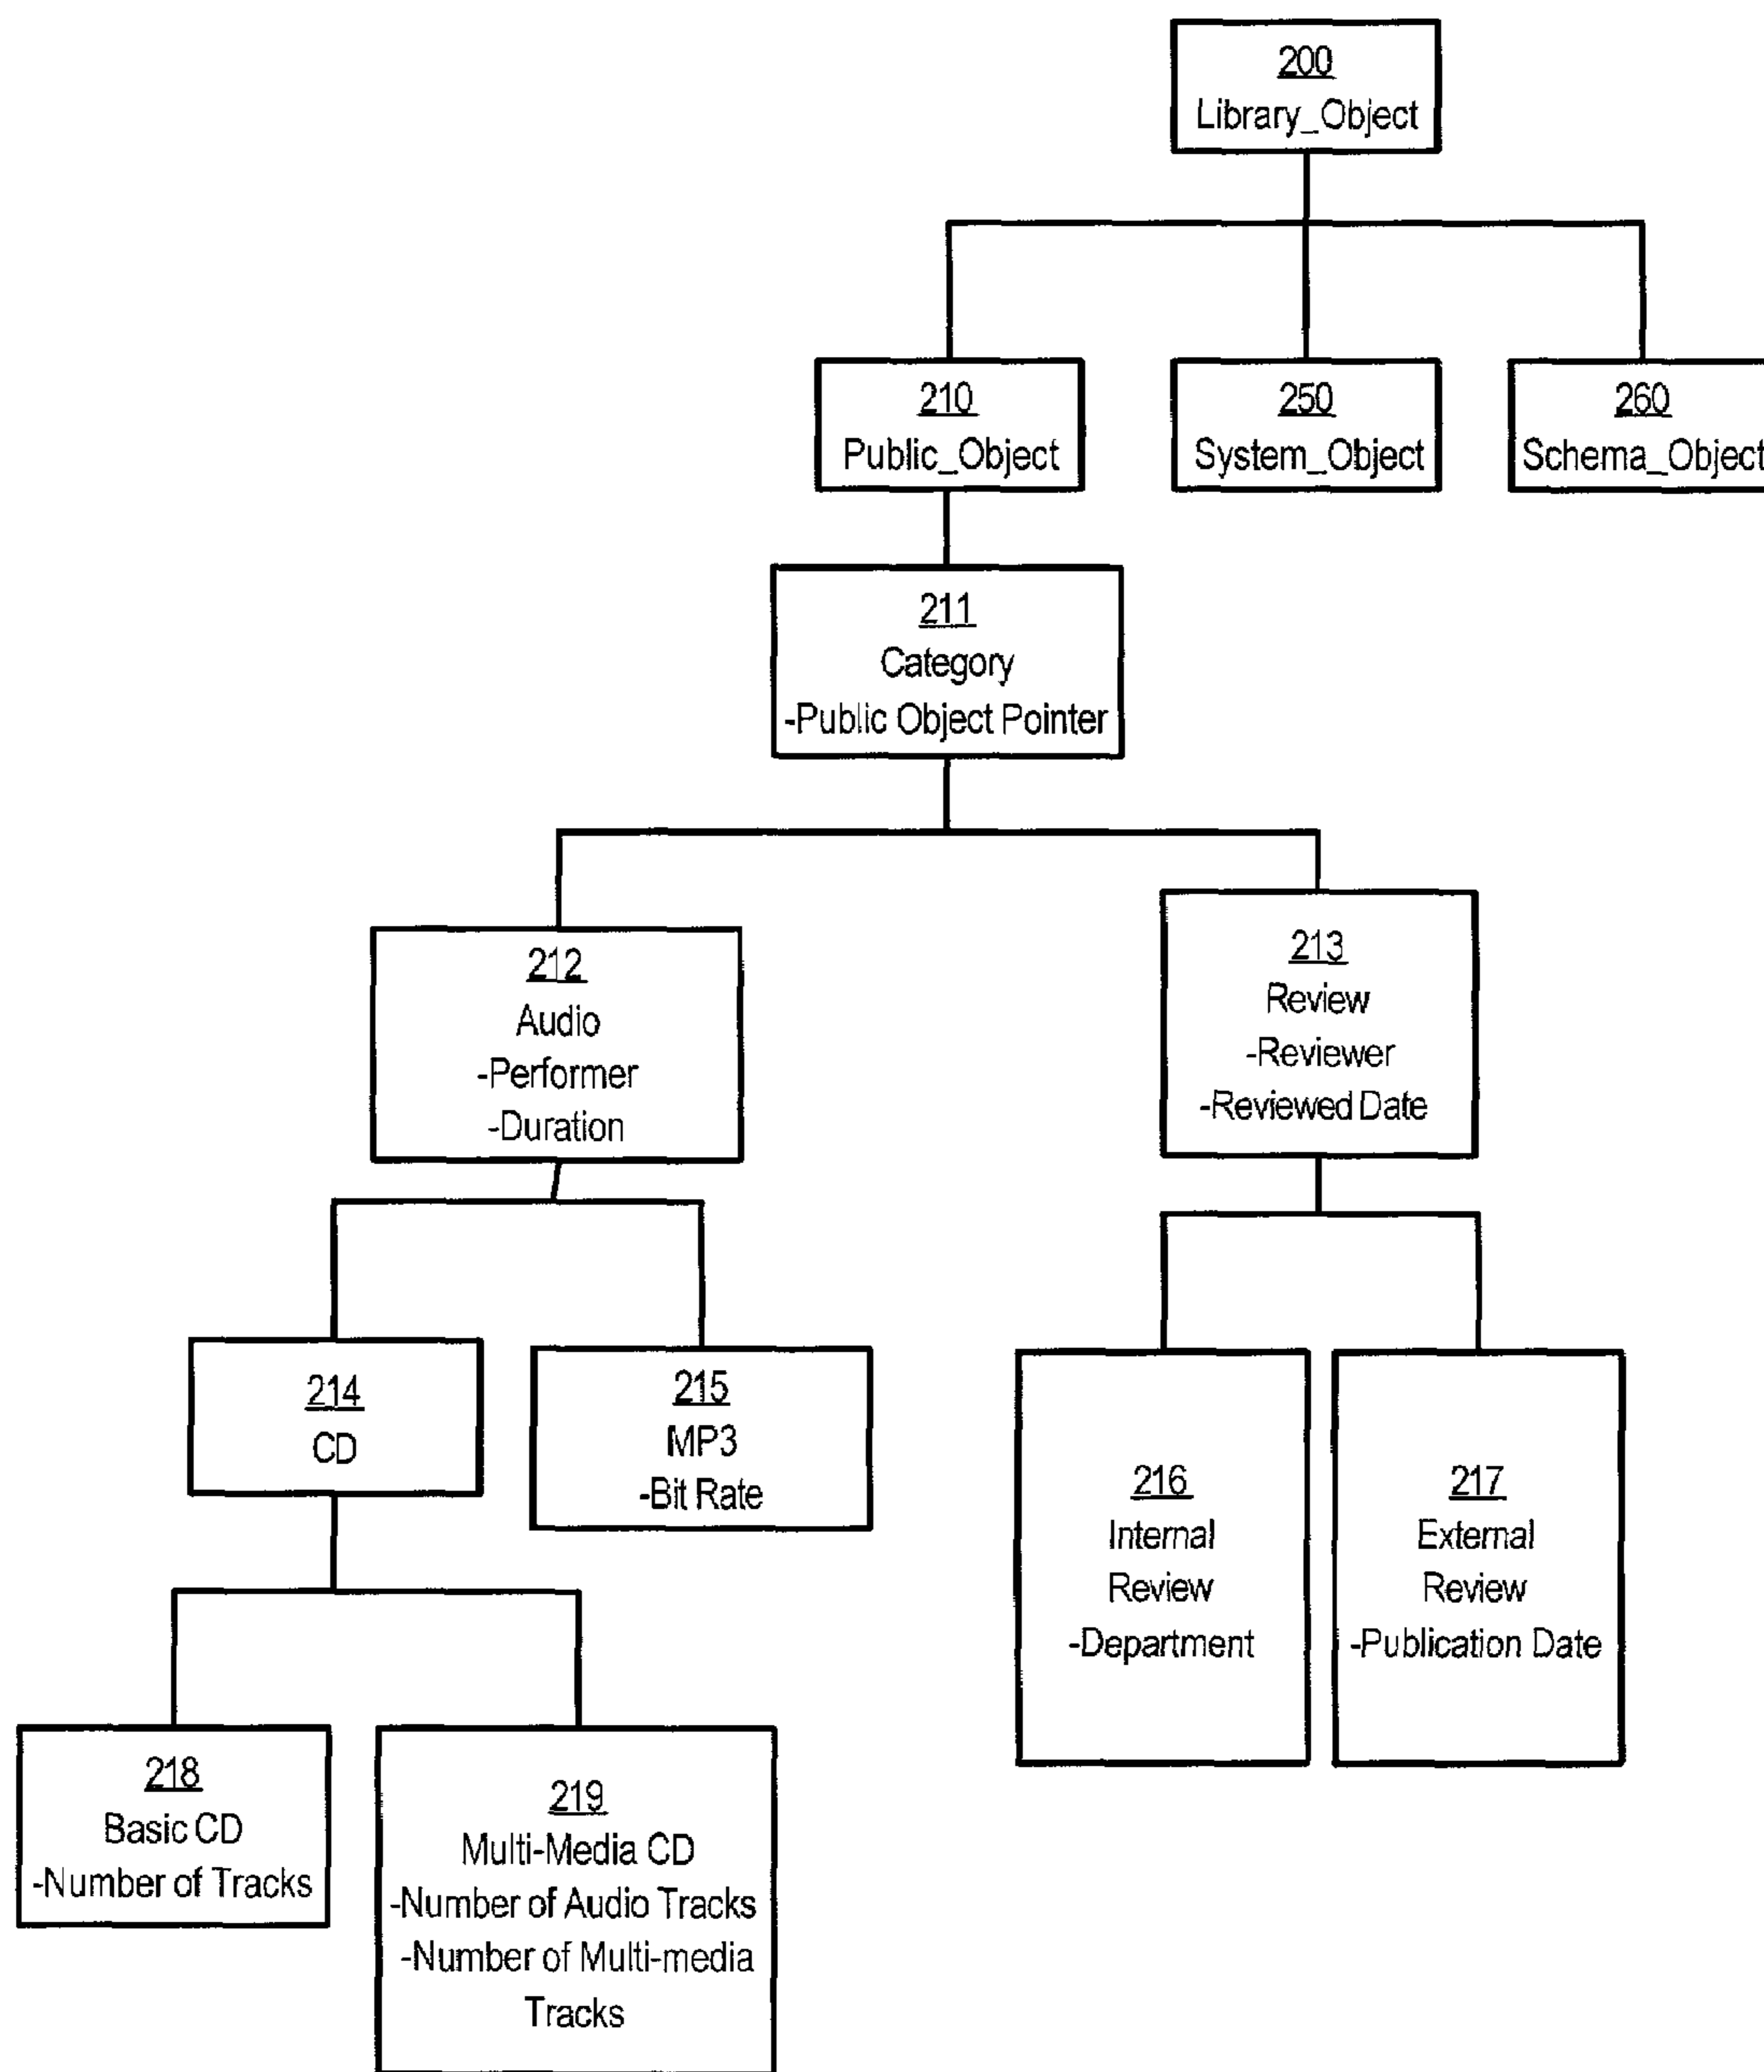 200
Library_Object
210
Public_Object
250
System_Object
260
Schema_Object
211
Category
-Public Object Pointer
212
Audio
-Performer
-Duration
213
Review
-Reviewer
-Reviewed Date
214
CD
215
MP3
-Bit Rate
216
Internal
Review
-Department
217
External
Review
-Publication Date
218
Basic CD
-Number of Tracks
219
Multi-Media CD
-Number of Audio Tracks
-Number of Multi-media
Tracks